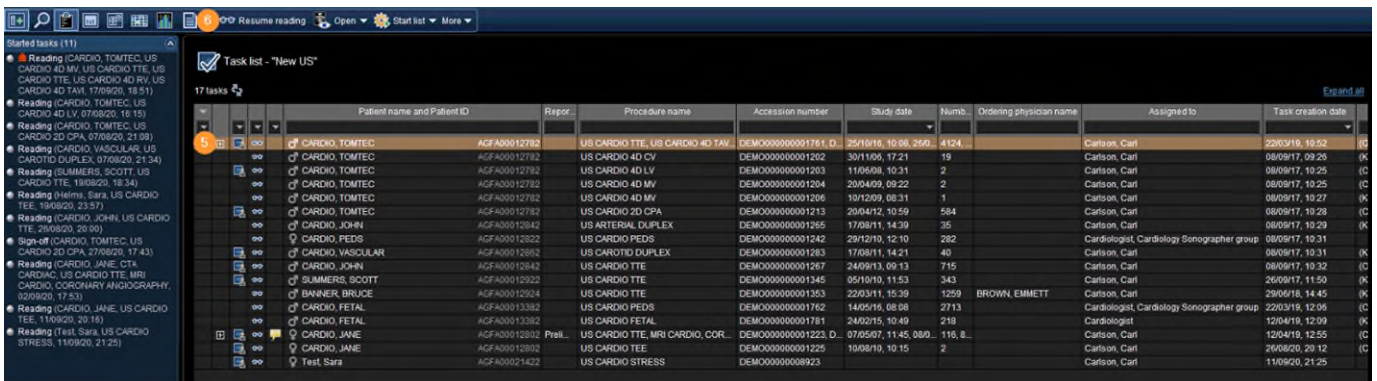 6 Resume reading Open Start list More
Started tasks (11)
Reading (CARDIO, TOMTEC, US
CARDIO 4D MV, US CARDIO TTE, US
CARDIO TTE, US CARDIO 4D RV, US
CARDIO 4D TAVI, 17/09/20, 18:51)
Reading (CARDIO, TOMTEC, US
CARDIO 4D LV, 07/08/20, 16:15)
Reading (CARDIO, TOMTEC, US
CARDIO 2D CPA, 07/08/20, 21:08)
Reading (CARDIO, VASCULAR, US
CAROTID DUPLEX, 07/08/20, 21:34)
Reading (SUMMERS, SCOTT, US
CARDIO TTE, 19/08/20, 18:34)
Reading (Helms, Sara, US CARDIO
TEE, 19/08/20, 23:57)
Reading (CARDIO, JOHN, US CARDIO
TTE, 25/08/20, 20:00)
Sign-off (CARDIO, TOMTEC, US
CARDIO 2D CPA, 27/08/20, 17:43)
Reading (CARDIO, JANE, CTA
CARDIAC, US CARDIO TTE, MRI
CARDIO, CORONARY ANGIOGRAPHY,
02/09/20, 17:53)
Reading (CARDIO, JANE, US CARDIO
TEE, 11/09/20, 20:16)
Reading (Test, Sara, US CARDIO
STRESS, 11/09/20, 21:25)
Task list - "New US"
17 tasks Expand all
Patient name and Patient ID Repor... Procedure name Accession number Study date Numb... Ordering physician name Assigned to Task creation date
5 CARDIO, TOMTEC AGFA00012782 US CARDIO TTE, US CARDIO 4D TAV... DEMO000000001761, D... 25/10/16, 10:08, 26/0... 4124, ... Carlson, Carl 22/03/19, 10:52 (C
CARDIO, TOMTEC AGFA00012782 US CARDIO 4D CV DEMO000000001202 30/11/06, 17:21 19 Carlson, Carl 08/09/17, 09:26 (K
CARDIO, TOMTEC AGFA00012782 US CARDIO 4D LV DEMO000000001203 11/06/08, 10:31 2 Carlson, Carl 08/09/17, 10:25 (C
CARDIO, TOMTEC AGFA00012782 US CARDIO 4D MV DEMO000000001204 20/04/09, 09:22 2 Carlson, Carl 08/09/17, 10:25 (C
CARDIO, TOMTEC AGFA00012782 US CARDIO 4D MV DEMO000000001206 10/12/09, 08:31 1 Carlson, Carl 08/09/17, 10:27 (K
CARDIO, TOMTEC AGFA00012782 US CARDIO 2D CPA DEMO000000001213 20/04/12, 10:59 584 Carlson, Carl 08/09/17, 10:28 (C
CARDIO, JOHN AGFA00012842 US ARTERIAL DUPLEX DEMO000000001265 17/08/11, 14:39 35 Carlson, Carl 08/09/17, 10:29 (K
CARDIO, PEDS AGFA00012822 US CARDIO PEDS DEMO000000001242 29/12/10, 12:10 282 Cardiologist, Cardiology Sonographer group 08/09/17, 10:31
CARDIO, VASCULAR AGFA00012862 US CAROTID DUPLEX DEMO000000001283 17/08/11, 14:21 40 Carlson, Carl 08/09/17, 10:31 (K
CARDIO, JOHN AGFA00012842 US CARDIO TTE DEMO000000001267 24/09/13, 09:13 715 Carlson, Carl 08/09/17, 10:32 (C
SUMMERS, SCOTT AGFA00012922 US CARDIO TTE DEMO000000001345 05/10/10, 11:53 343 Carlson, Carl 26/09/17, 11:50 (K
BANNER, BRUCE AGFA00012924 US CARDIO TTE DEMO000000001353 22/03/11, 15:39 1259 BROWN, EMMETT Carlson, Carl 29/06/18, 14:45 (K
CARDIO, FETAL AGFA00013382 US CARDIO PEDS DEMO000000001762 14/05/16, 08:08 2713 Cardiologist, Cardiology Sonographer group 22/03/19, 12:06 (C
CARDIO, FETAL AGFA00013382 US CARDIO FETAL DEMO000000001781 24/02/15, 10:49 218 Cardiologist 12/04/19, 12:09 (K
CARDIO, JANE AGFA00012802 Preli... US CARDIO TTE, MRI CARDIO, COR... DEMO000000001223, D... 07/05/07, 11:45, 08/0... 116, 8... Carlson, Carl 12/04/19, 12:55 (K
CARDIO, JANE AGFA00012802 US CARDIO TEE DEMO000000001225 10/08/10, 10:15 2 Carlson, Carl 26/08/20, 20:12 (C
Test, Sara AGFA00021422 US CARDIO STRESS DEMO000000008923 Carlson, Carl 11/09/20, 21:25